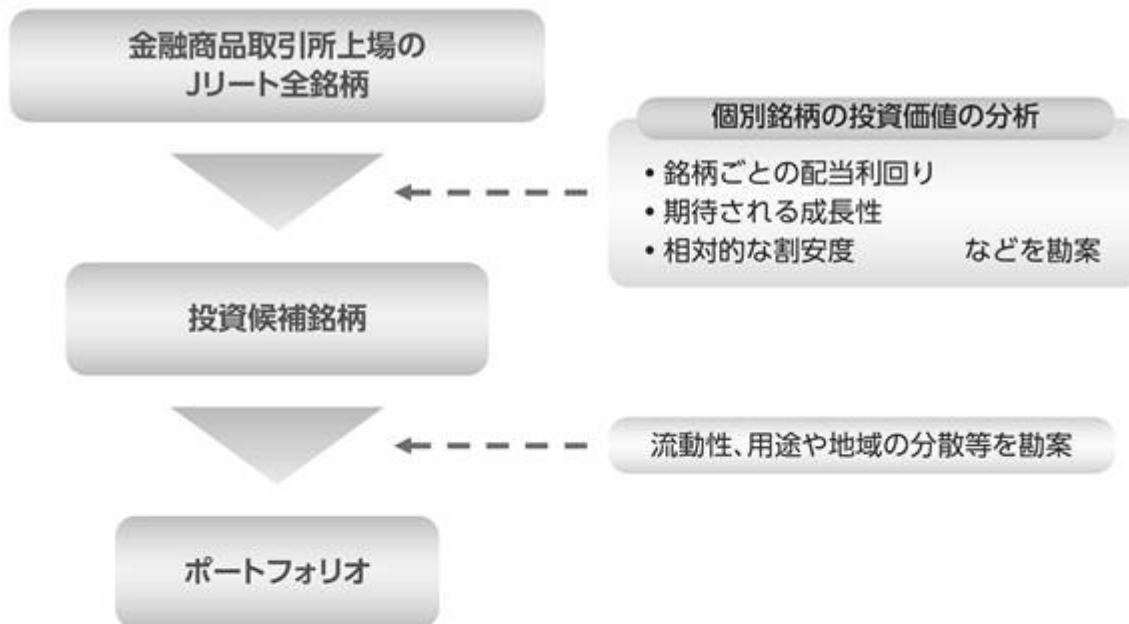 金融商品取引所上場の
Jリート全銘柄
個別銘柄の投資価値の分析
• 銘柄ごとの配当利回り
• 期待される成長性
• 相対的な割安度 などを勘案
投資候補銘柄
流動性、用途や地域の分散等を勘案
ポートフォリオ